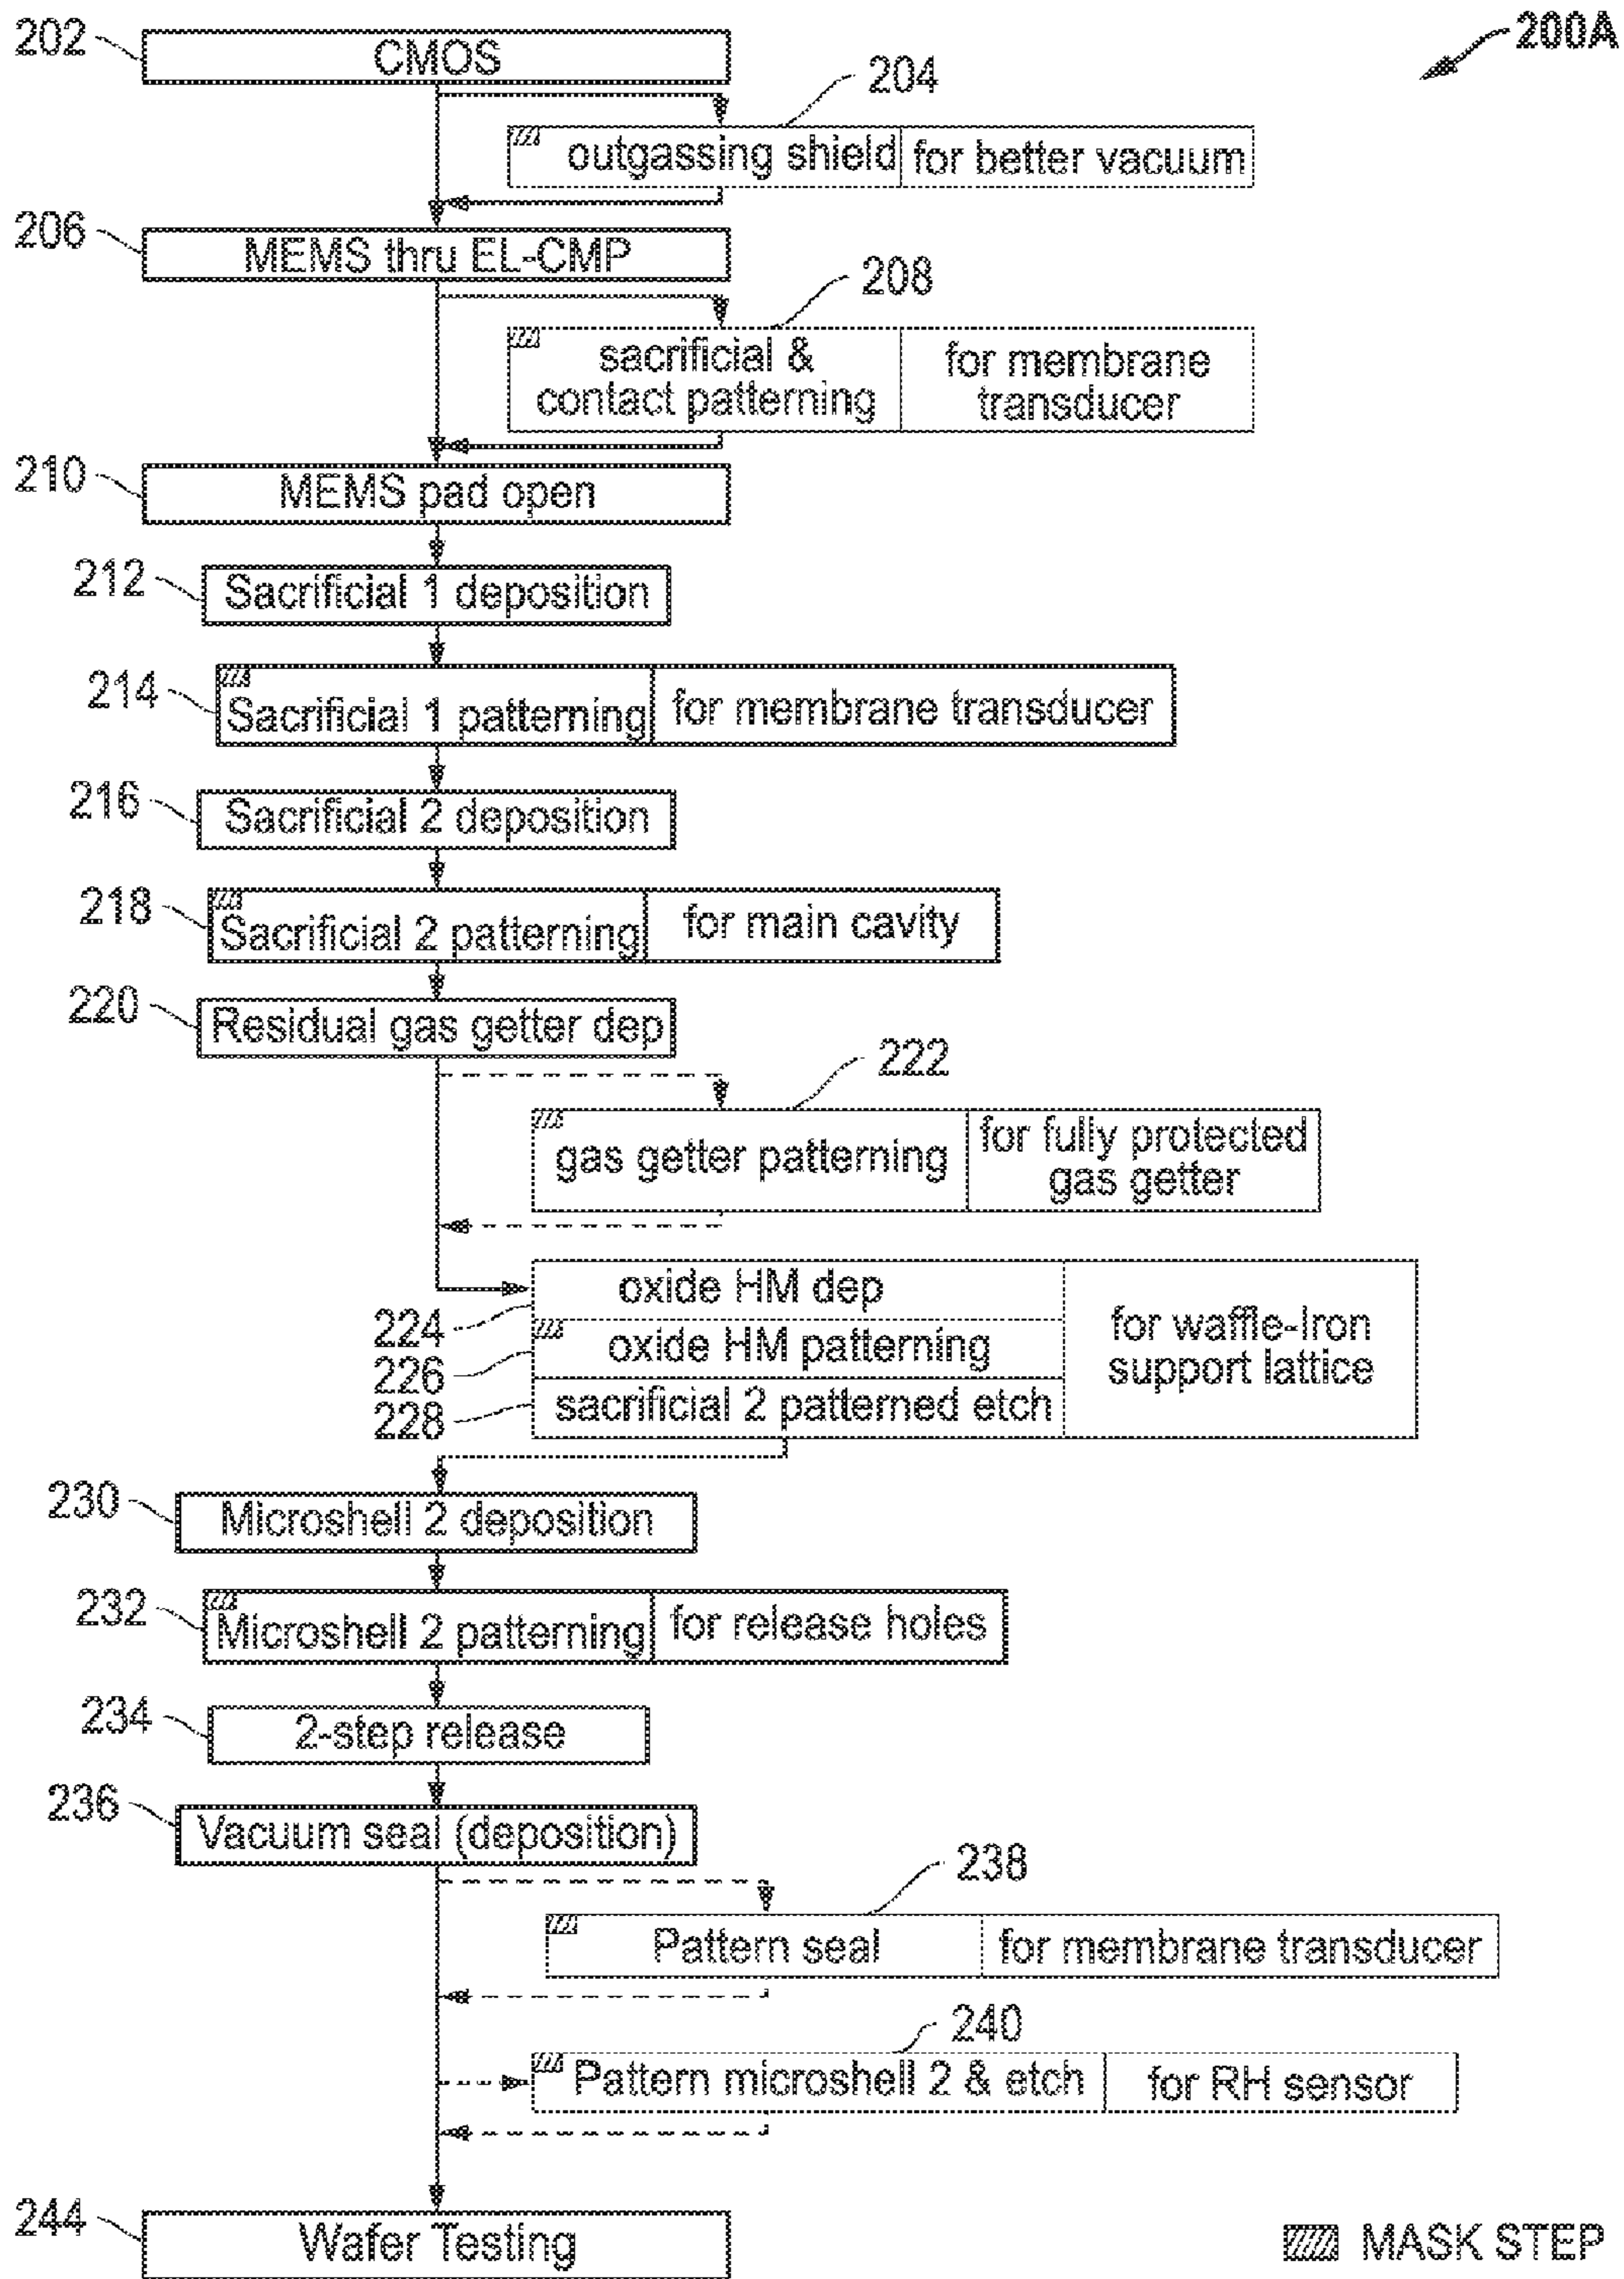 200A
202
CMOS
204
outgassing shield for better vacuum
206
MEMS thru EL-CMP
208
sacrificial & for membrane
contact patterning transducer
210
MEMS pad open
212
Sacrificial 1 deposition
214
Sacrificial 1 patterning for membrane transducer
216
Sacrificial 2 deposition
218
Sacrificial 2 patterning for main cavity
220
Residual gas getter dep
222
gas getter patterning for fully protected
gas getter
oxide HM dep
224
oxide HM patterning for waffle-Iron
226 support lattice
sacrificial 2 patterned etch
228
230
Microshell 2 deposition
232
Microshell 2 patterning for release holes
234
2-step release
236
Vacuum seal (deposition)
238
Pattern seal for membrane transducer
240
Pattern microshell 2 & etch for RH sensor
244
Wafer Testing
MASK STEP